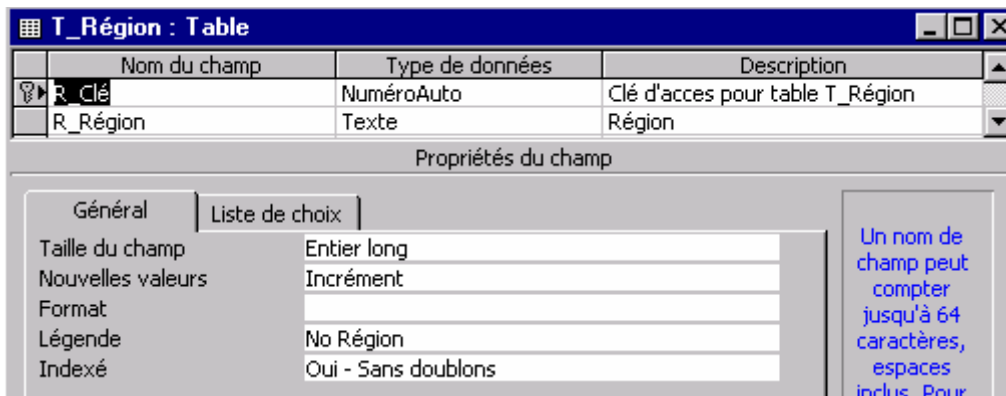 T_Région : Table
Nom du champ Type de données Description
R_Clé NuméroAuto Clé d'acces pour table T_Région
R_Région Texte Région
Propriétés du champ
Général Liste de choix
Taille du champ Entier long
Nouvelles valeurs Incrément
Format
Légende No Région
Indexé Oui - Sans doublons
Un nom de
champ peut
compter
jusqu'à 64
caractères,
espaces
inclus. Pour